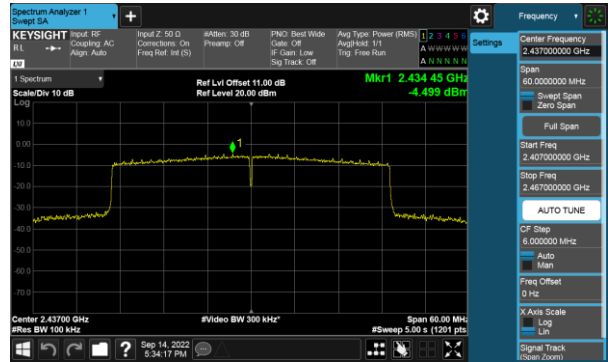 Spectrum Analyzer 1
Swept SA
Frequency
KEYSIGHT
Input: RF
Input Z: 50 Ω
#Atten: 30 dB
PNO: Best Wide
Avg Type: Power (RMS)
1 2 3 4 5 6
RL
Coupling: AC
Corrections: On
Preamp: Off
Gate: Off
Avg|Hold: 1/1
A W W W W W
Align: Auto
Freq Ref: Int (S)
IF Gain: Low
Trig: Free Run
Sig Track: Off
A N N N N N
LXI
Settings
1 Spectrum
Scale/Div 10 dB
Ref Lvl Offset 11.00 dB
Ref Level 20.00 dBm
Mkr1 2.434 45 GHz
-4.499 dBm
Log
10.0
0.00
-10.0
-20.0
-30.0
-40.0
-50.0
-60.0
-70.0
1
Center 2.43700 GHz
#Res BW 100 kHz
#Video BW 300 kHz*
Span 60.00 MHz
#Sweep 5.00 s (1201 pts)
Center Frequency
2.437000000 GHz
Span
60.0000000 MHz
Swept Span
Zero Span
Full Span
Start Freq
2.407000000 GHz
Stop Freq
2.467000000 GHz
AUTO TUNE
CF Step
6.000000 MHz
Auto
Man
Freq Offset
0 Hz
X Axis Scale
Log
Lin
Signal Track
(Span Zoom)
?
Sep 14, 2022
5:34:17 PM